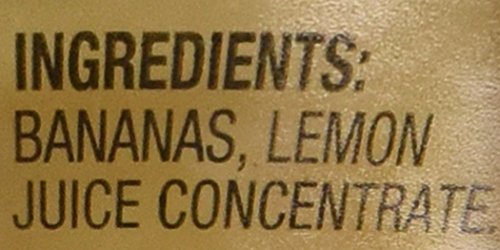 INGREDIENTS:
BANANAS, LEMON
JUICE CONCENTRATE.